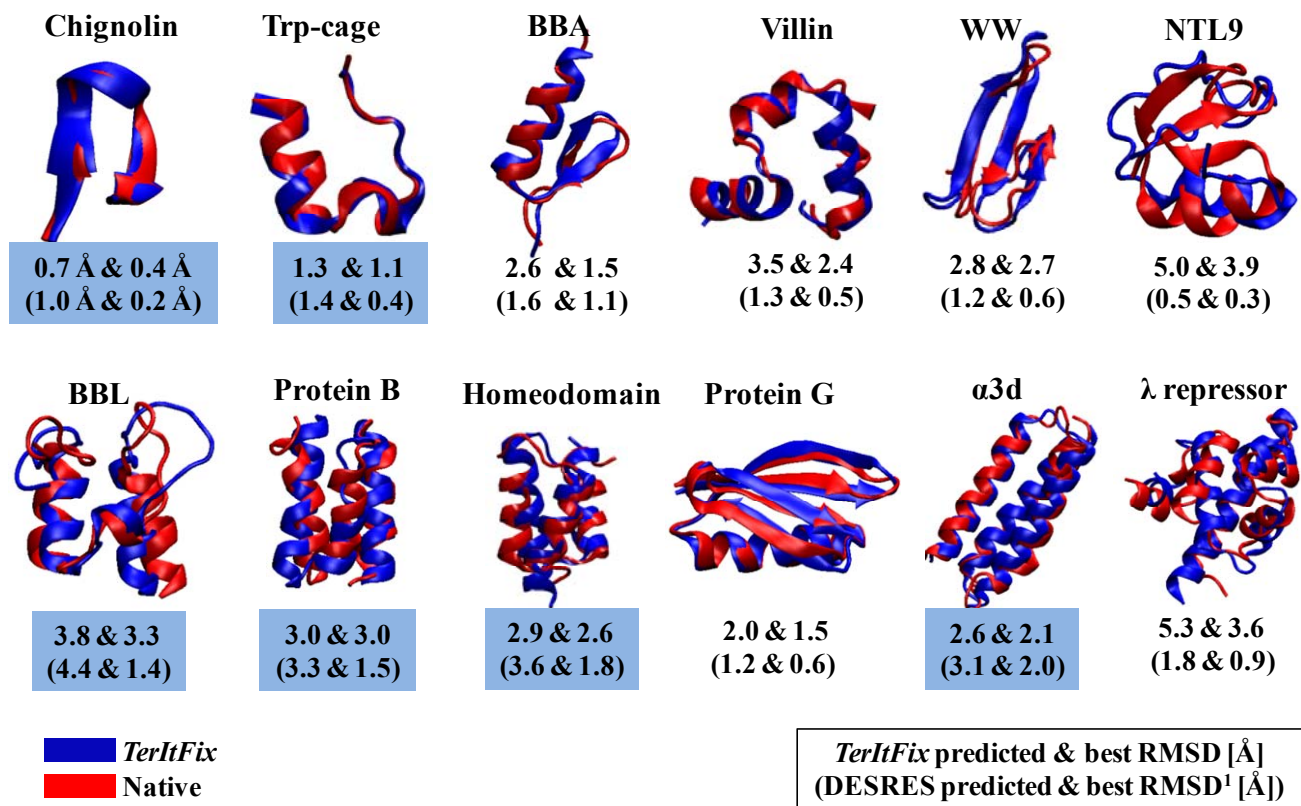 Chignolin
Trp-cage
BBA
Villin
WW
NTL9
0.7 Å & 0.4 Å
(1.0 Å & 0.2 Å)
1.3 & 1.1
(1.4 & 0.4)
2.6 & 1.5
(1.6 & 1.1)
3.5 & 2.4
(1.3 & 0.5)
2.8 & 2.7
(1.2 & 0.6)
5.0 & 3.9
(0.5 & 0.3)
BBL
Protein B
Homeodomain
Protein G
α3d
λ repressor
3.8 & 3.3
(4.4 & 1.4)
3.0 & 3.0
(3.3 & 1.5)
2.9 & 2.6
(3.6 & 1.8)
2.0 & 1.5
(1.2 & 0.6)
2.6 & 2.1
(3.1 & 2.0)
5.3 & 3.6
(1.8 & 0.9)
TerItFix
Native
TerItFix predicted & best RMSD [Å]
(DESRES predicted & best RMSD¹ [Å])